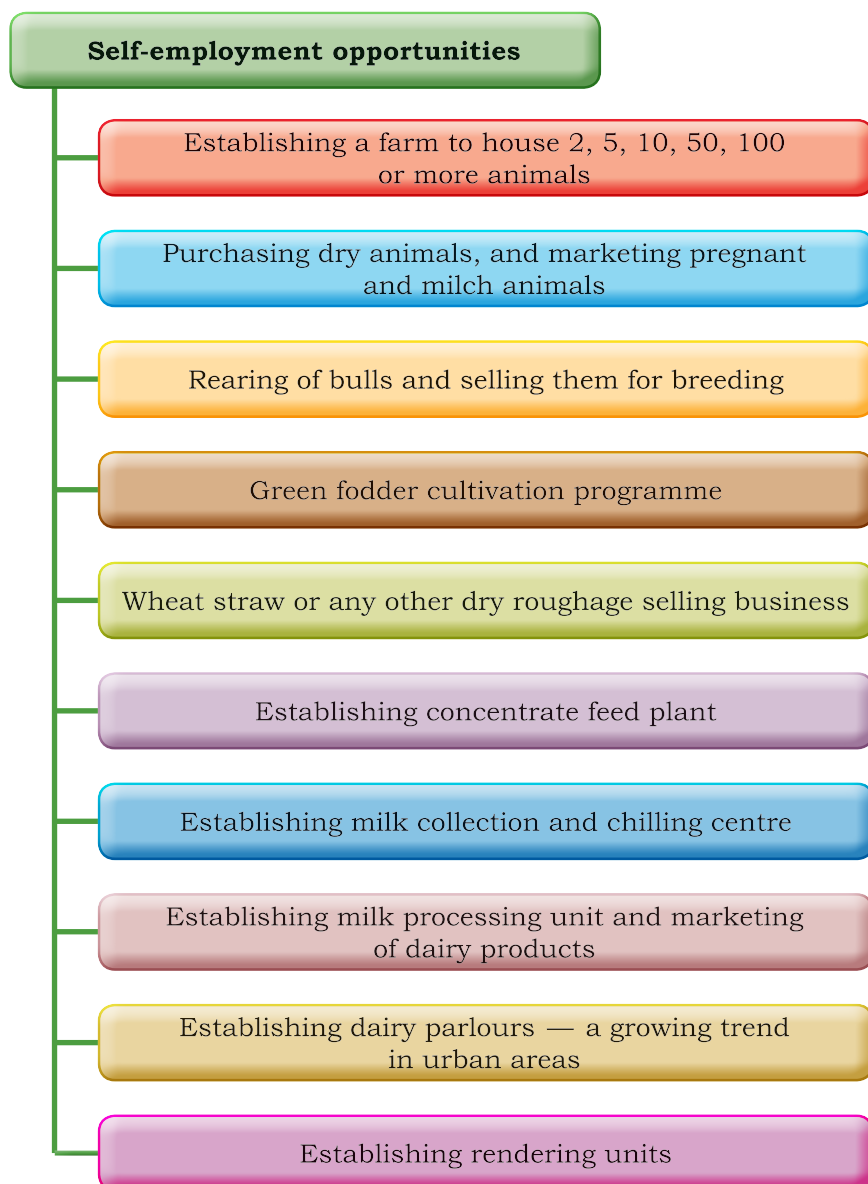 Self-employment opportunities
Establishing a farm to house 2, 5, 10, 50, 100
or more animals
Purchasing dry animals, and marketing pregnant
and milch animals
Rearing of bulls and selling them for breeding
Green fodder cultivation programme
Wheat straw or any other dry roughage selling business
Establishing concentrate feed plant
Establishing milk collection and chilling centre
Establishing milk processing unit and marketing
of dairy products
Establishing dairy parlours — a growing trend
in urban areas
Establishing rendering units